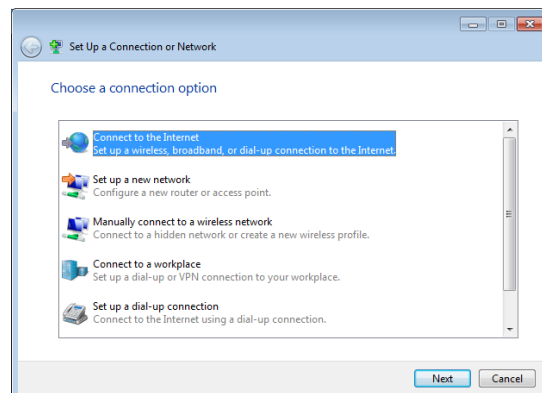 Set Up a Connection or Network
Choose a connection option
Connect to the Internet
Set up a wireless, broadband, or dial-up connection to the Internet.
Set up a new network
Configure a new router or access point.
Manually connect to a wireless network
Connect to a hidden network or create a new wireless profile.
Connect to a workplace
Set up a dial-up or VPN connection to your workplace.
Set up a dial-up connection
Connect to the Internet using a dial-up connection.
Next Cancel